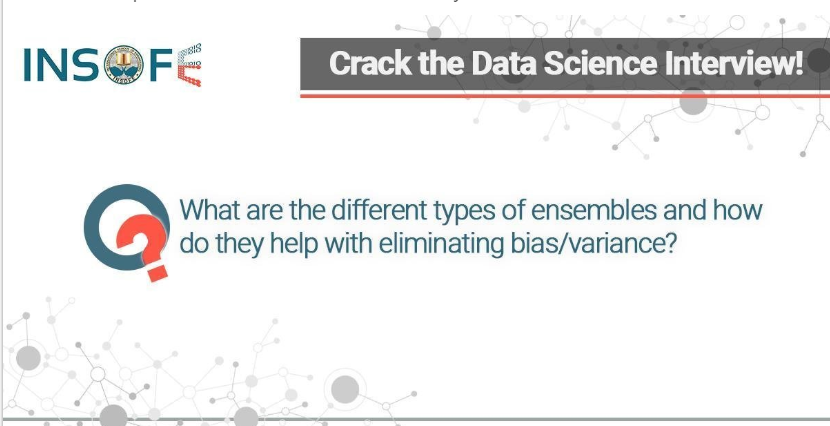 INSOFE
Crack the Data Science Interview!
What are the different types of ensembles and how
do they help with eliminating bias/variance?